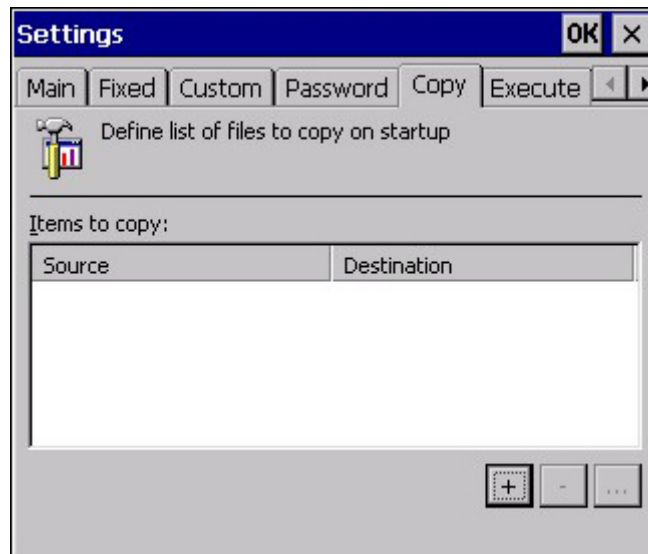 Settings OK ×
Main Fixed Custom Password Copy Execute
Define list of files to copy on startup
Items to copy:
Source Destination
+ - ...